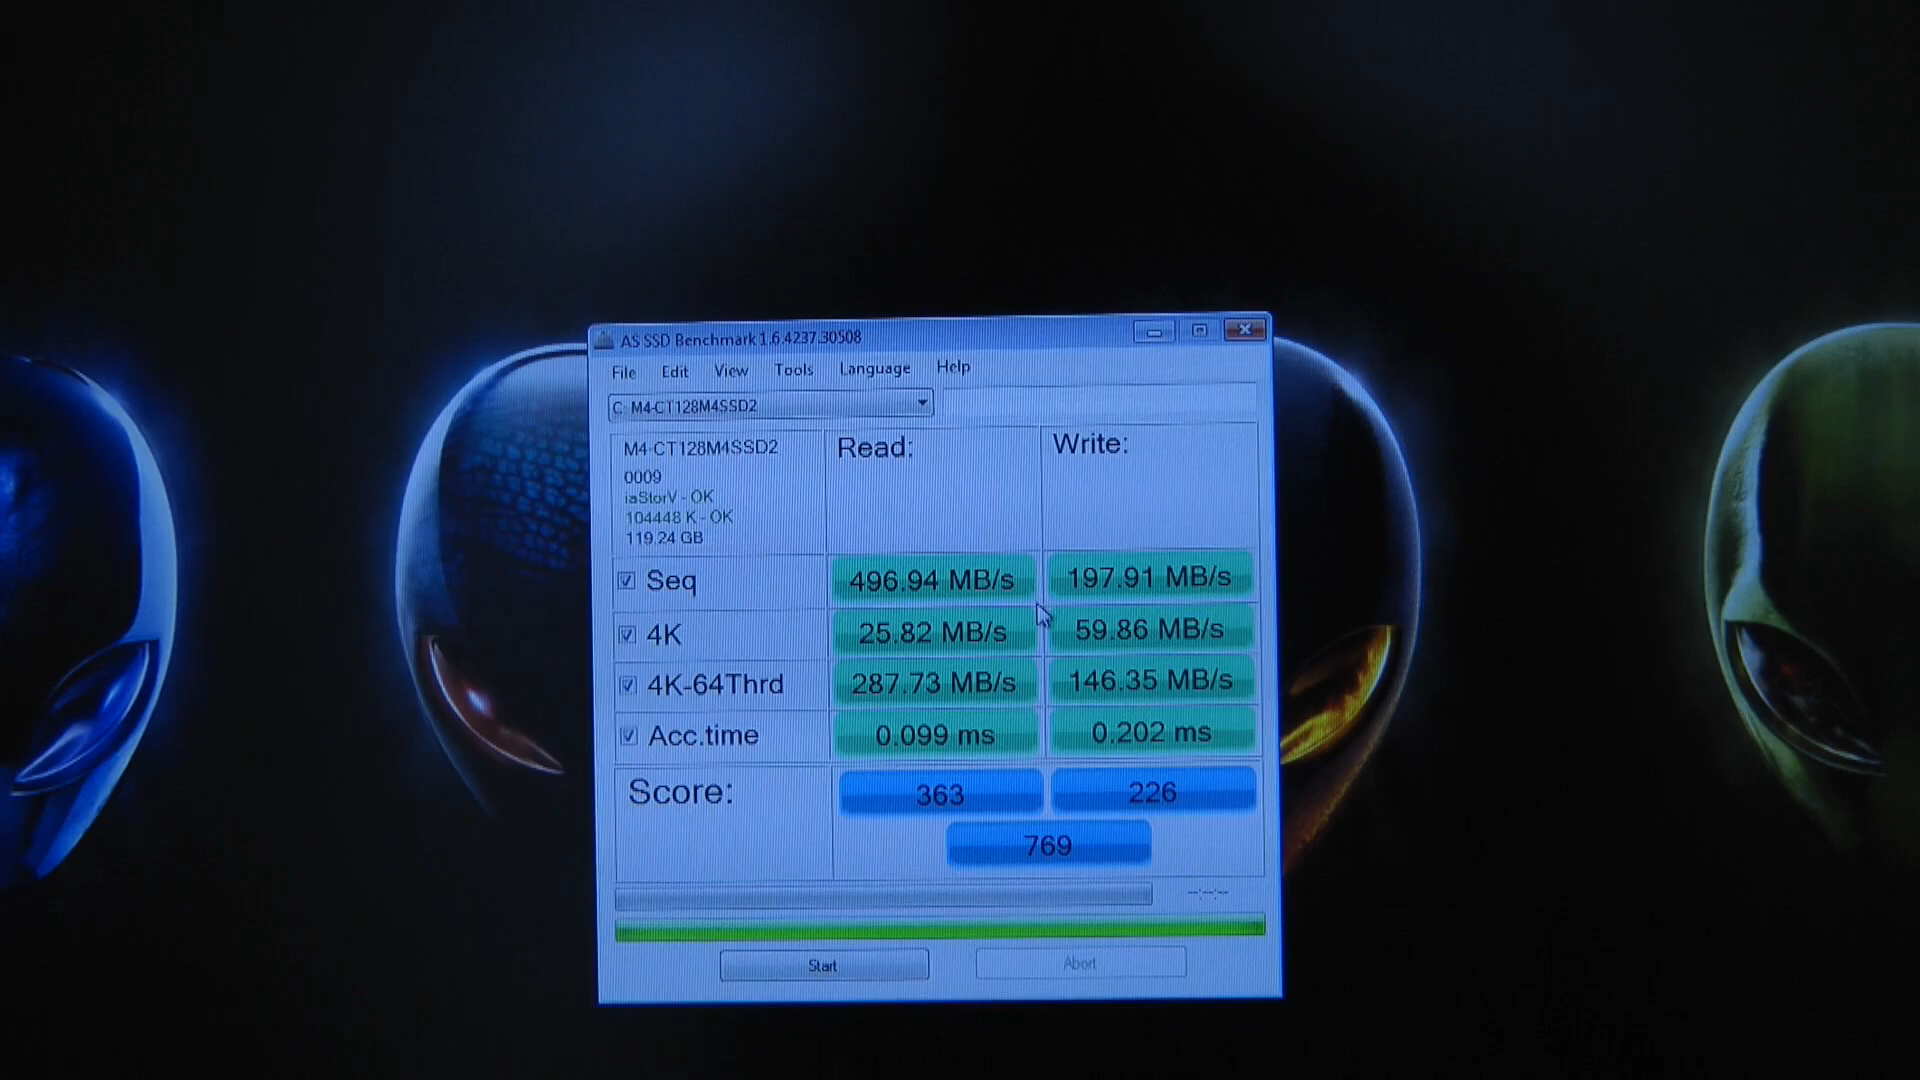 AS SSD Benchmark 1.6.4237.30508
File Edit View Tools Language Help
C: M4-CT128M4SSD2
M4-CT128M4SSD2
0009
iaStorV - OK
104448 K - OK
119.24 GB
Read:
Write:
Seq 496.94 MB/s 197.91 MB/s
4K 25.82 MB/s 59.86 MB/s
4K-64Thrd 287.73 MB/s 146.35 MB/s
Acc.time 0.099 ms 0.202 ms
Score: 363 226
769
--:--:--
Start Abort